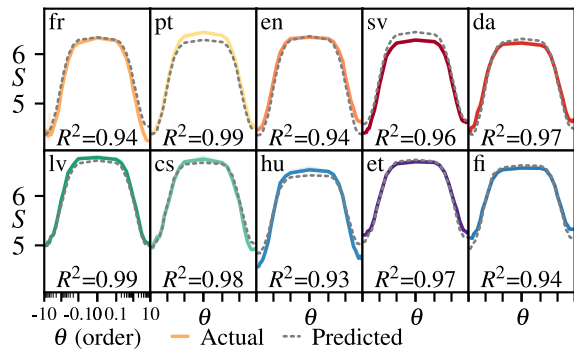 fr pt en sv da
6
S
5
R²=0.94 R²=0.99 R²=0.94 R²=0.96 R²=0.97
lv cs hu et fi
6
S
5
R²=0.99 R²=0.98 R²=0.93 R²=0.97 R²=0.94
-10 -0.1 0 0.1 10 θ θ θ θ
θ (order) Actual Predicted